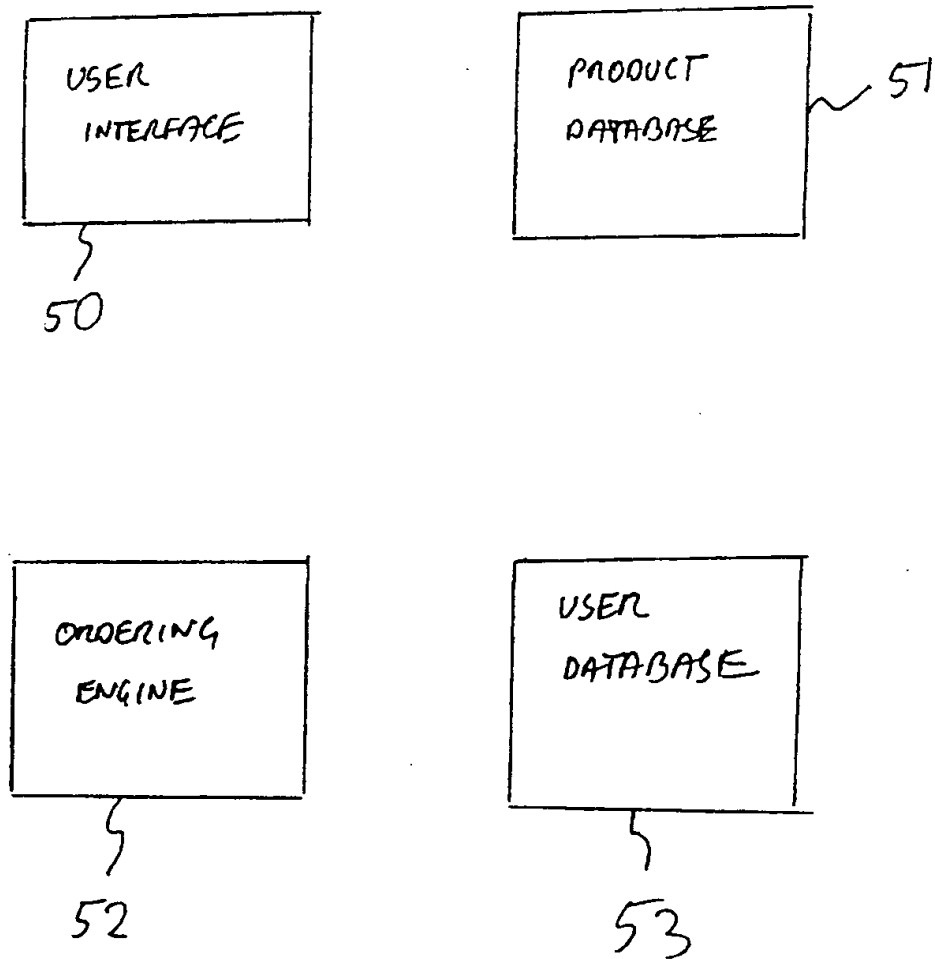 USER
INTERFACE
50
PRODUCT
DATABASE
51
ORDERING
ENGINE
52
USER
DATABASE
53